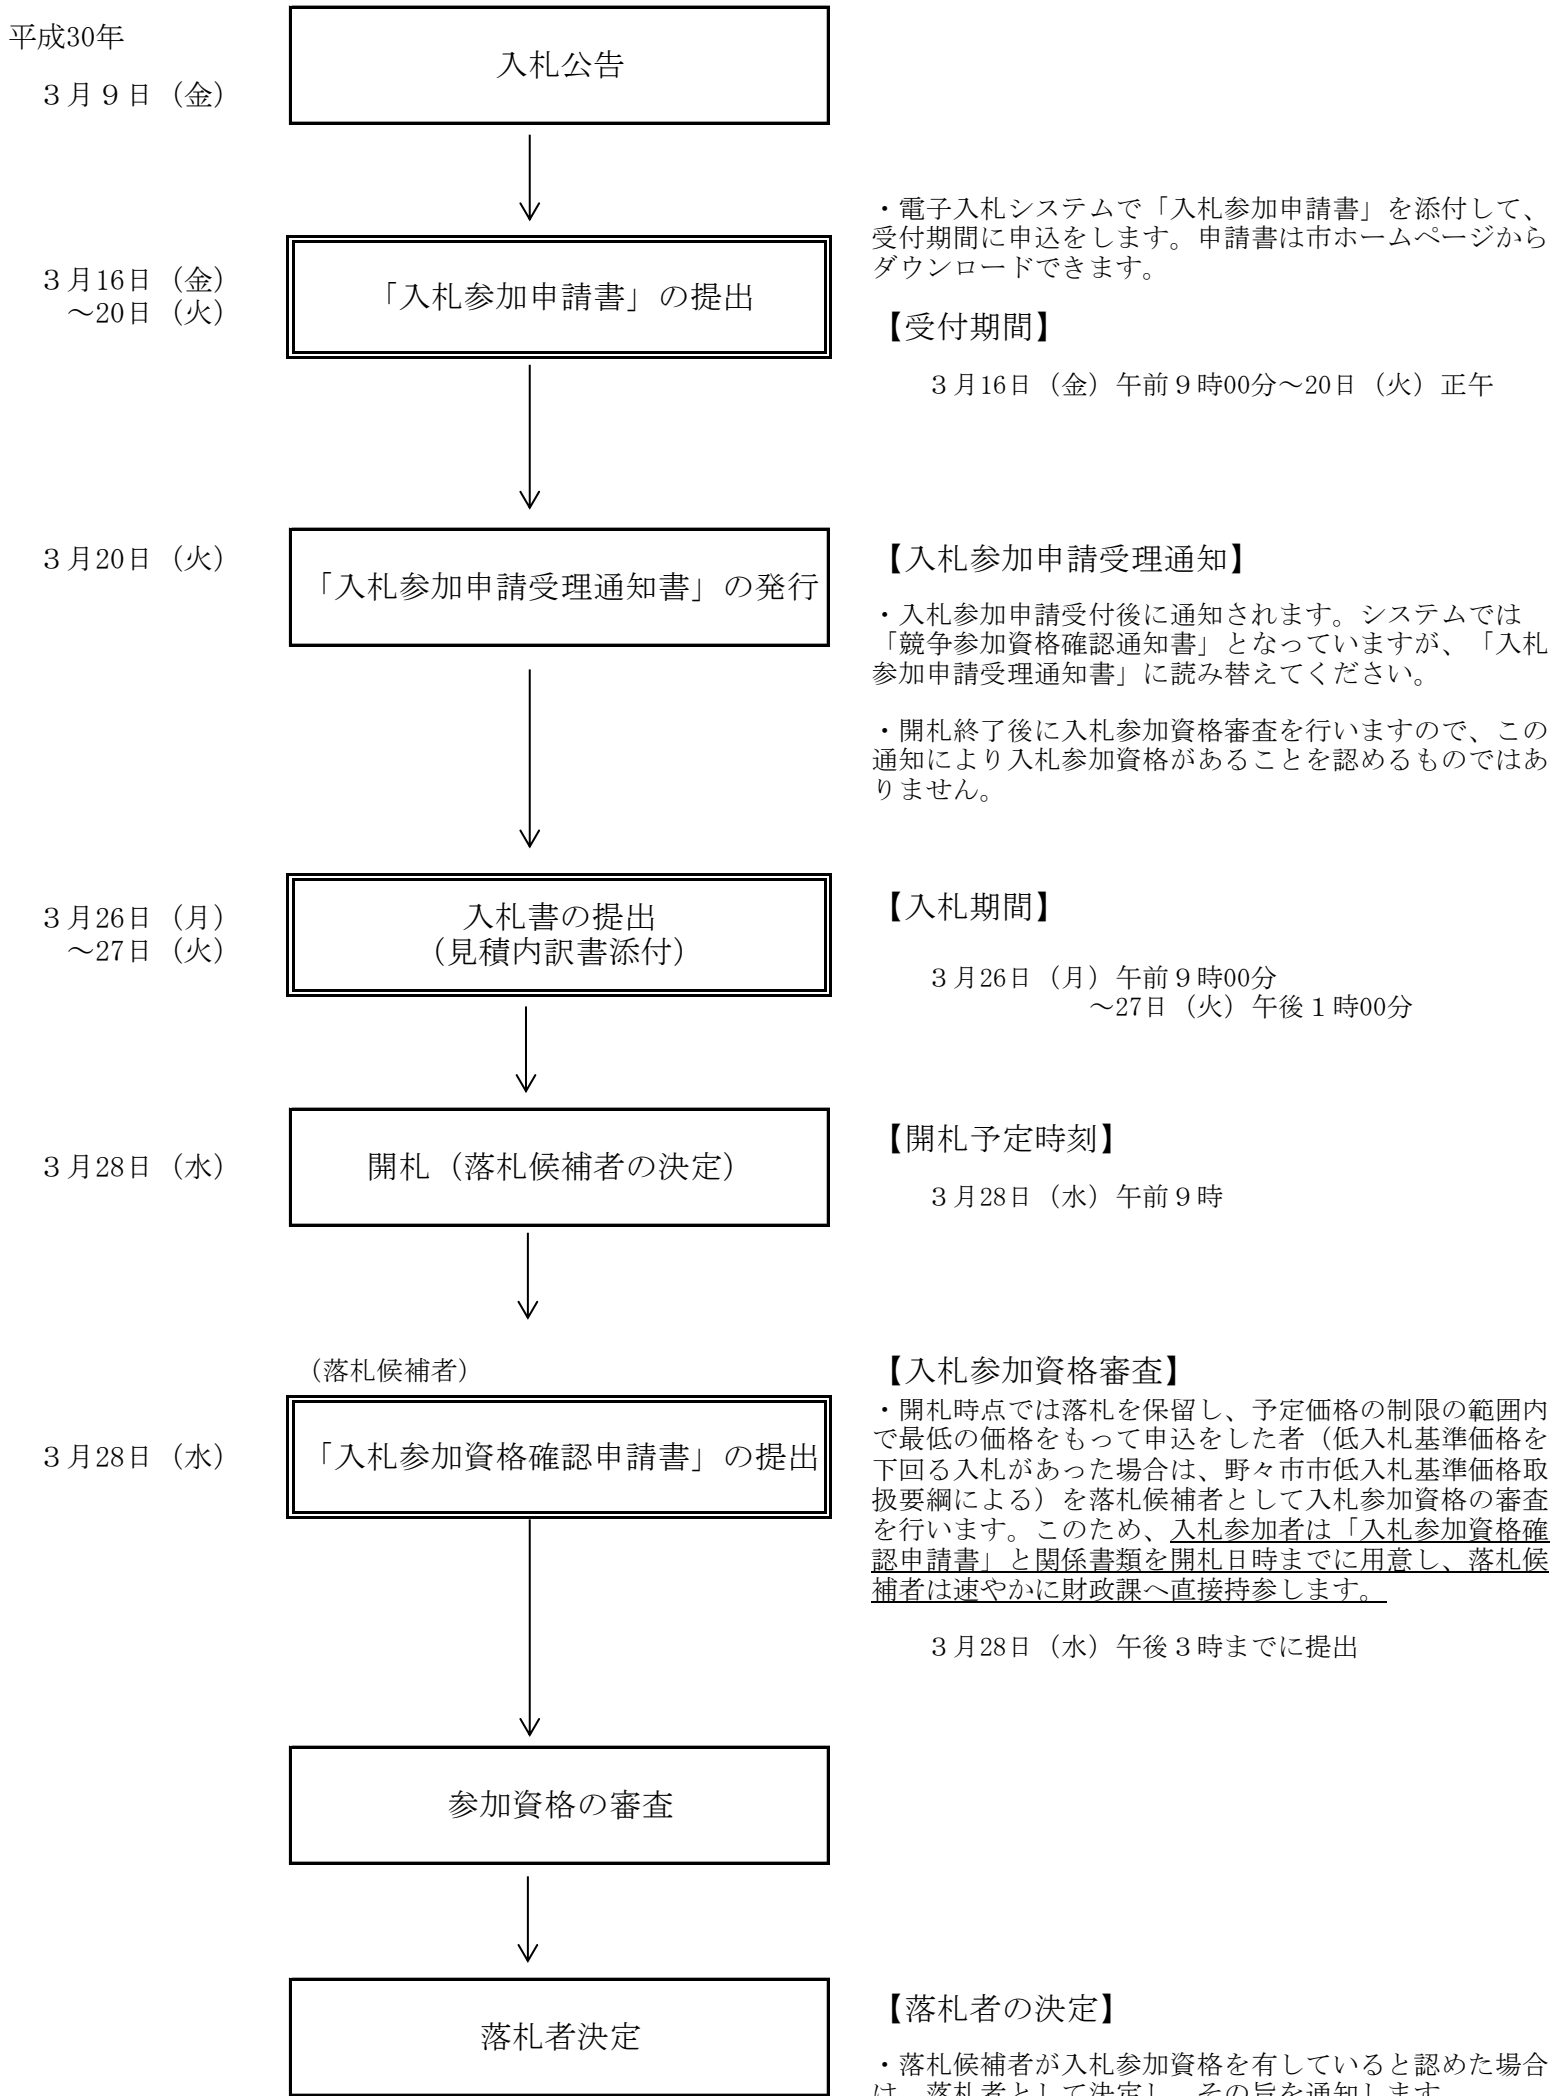 平成30年
３月９日（金）
入札公告
３月16日（金）
～20日（火）
「入札参加申請書」の提出
・電子入札システムで「入札参加申請書」を添付して、
受付期間に申込をします。申請書は市ホームページから
ダウンロードできます。
【受付期間】
３月16日（金）午前９時00分～20日（火）正午
３月20日（火）
「入札参加申請受理通知書」の発行
【入札参加申請受理通知】
・入札参加申請受付後に通知されます。システムでは
「競争参加資格確認通知書」となっていますが、「入札
参加申請受理通知書」に読み替えてください。
・開札終了後に入札参加資格審査を行いますので、この
通知により入札参加資格があることを認めるものではあ
りません。
３月26日（月）
～27日（火）
入札書の提出
（見積内訳書添付）
【入札期間】
３月26日（月）午前９時00分
～27日（火）午後１時00分
３月28日（水）
開札（落札候補者の決定）
【開札予定時刻】
３月28日（水）午前９時
（落札候補者）
３月28日（水）
「入札参加資格確認申請書」の提出
【入札参加資格審査】
・開札時点では落札を保留し、予定価格の制限の範囲内
で最低の価格をもって申込をした者（低入札基準価格を
下回る入札があった場合は、野々市市低入札基準価格取
扱要綱による）を落札候補者として入札参加資格の審査
を行います。このため、入札参加者は「入札参加資格確
認申請書」と関係書類を開札日時までに用意し、落札候
補者は速やかに財政課へ直接持参します。
３月28日（水）午後３時までに提出
参加資格の審査
落札者決定
【落札者の決定】
・落札候補者が入札参加資格を有していると認めた場合
は、落札者として決定し、その旨を通知します。